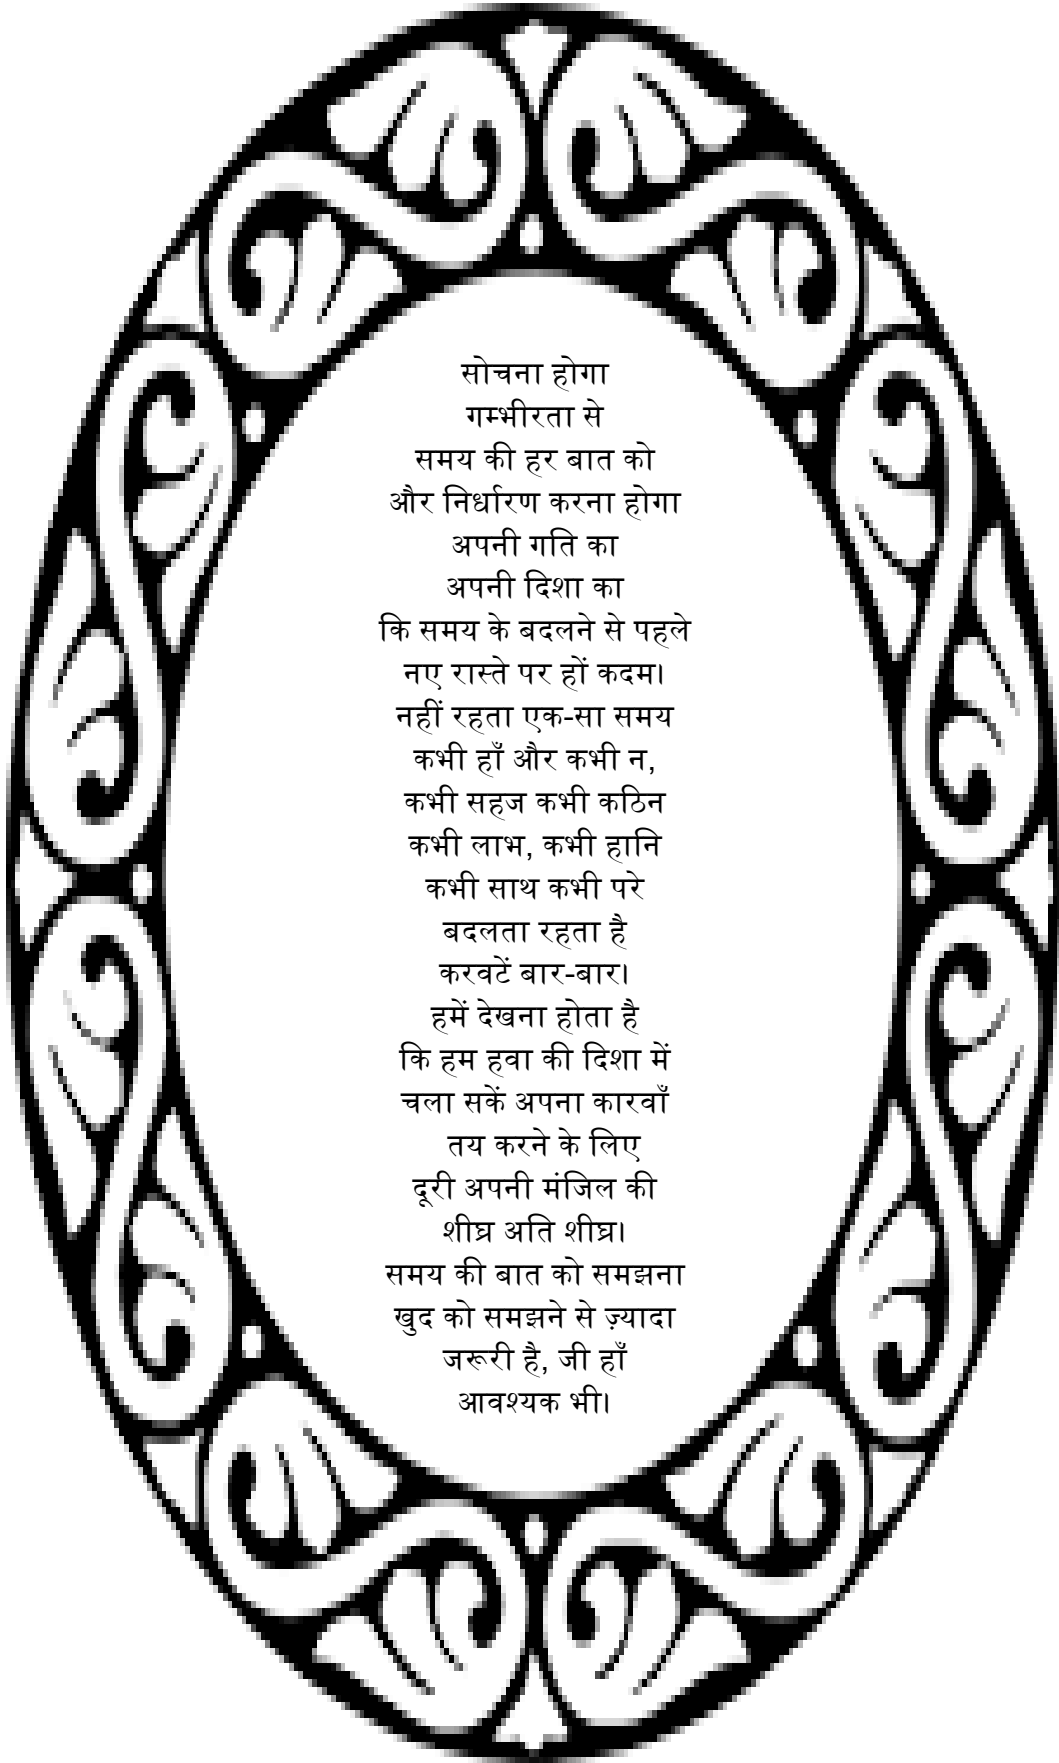 सोचना होगा
गम्भीरता से
समय की हर बात को
और निर्धारण करना होगा
अपनी गति का
अपनी दिशा का
कि समय के बदलने से पहले
नए रास्ते पर हों कदम।
नहीं रहता एक-सा समय
कभी हाँ और कभी न,
कभी सहज कभी कठिन
कभी लाभ, कभी हानि
कभी साथ कभी परे
बदलता रहता है
करवटें बार-बार।
हमें देखना होता है
कि हम हवा की दिशा में
चला सकें अपना कारवाँ
तय करने के लिए
दूरी अपनी मंजिल की
शीघ्र अति शीघ्र।
समय की बात को समझना
खुद को समझने से ज़्यादा
जरूरी है, जी हाँ
आवश्यक भी।